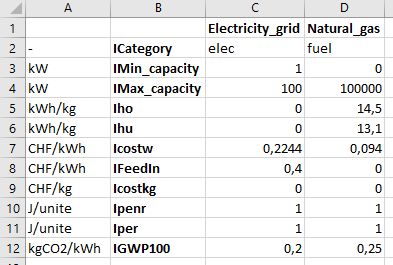 A B C D
1 Electricity_grid Natural_gas
2 - ICategory elec fuel
3 kW IMin_capacity 1 0
4 kW IMax_capacity 100 100000
5 kWh/kg Iho 0 14,5
6 kWh/kg Ihu 0 13,1
7 CHF/kWh Icostw 0,2244 0,094
8 CHF/kWh IFeedIn 0,4 0
9 CHF/kg Icostkg 0 0
10 J/unite Ipenr 1 1
11 J/unite Iper 1 1
12 kgCO2/kWh IGWP100 0,2 0,25